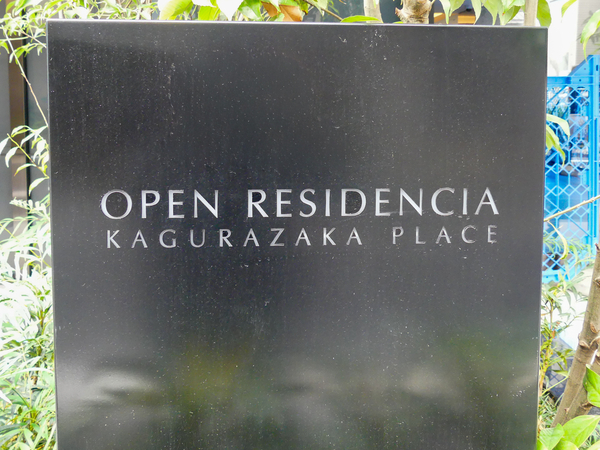 OPEN RESIDENCIA
KAGURAZAKA PLACE